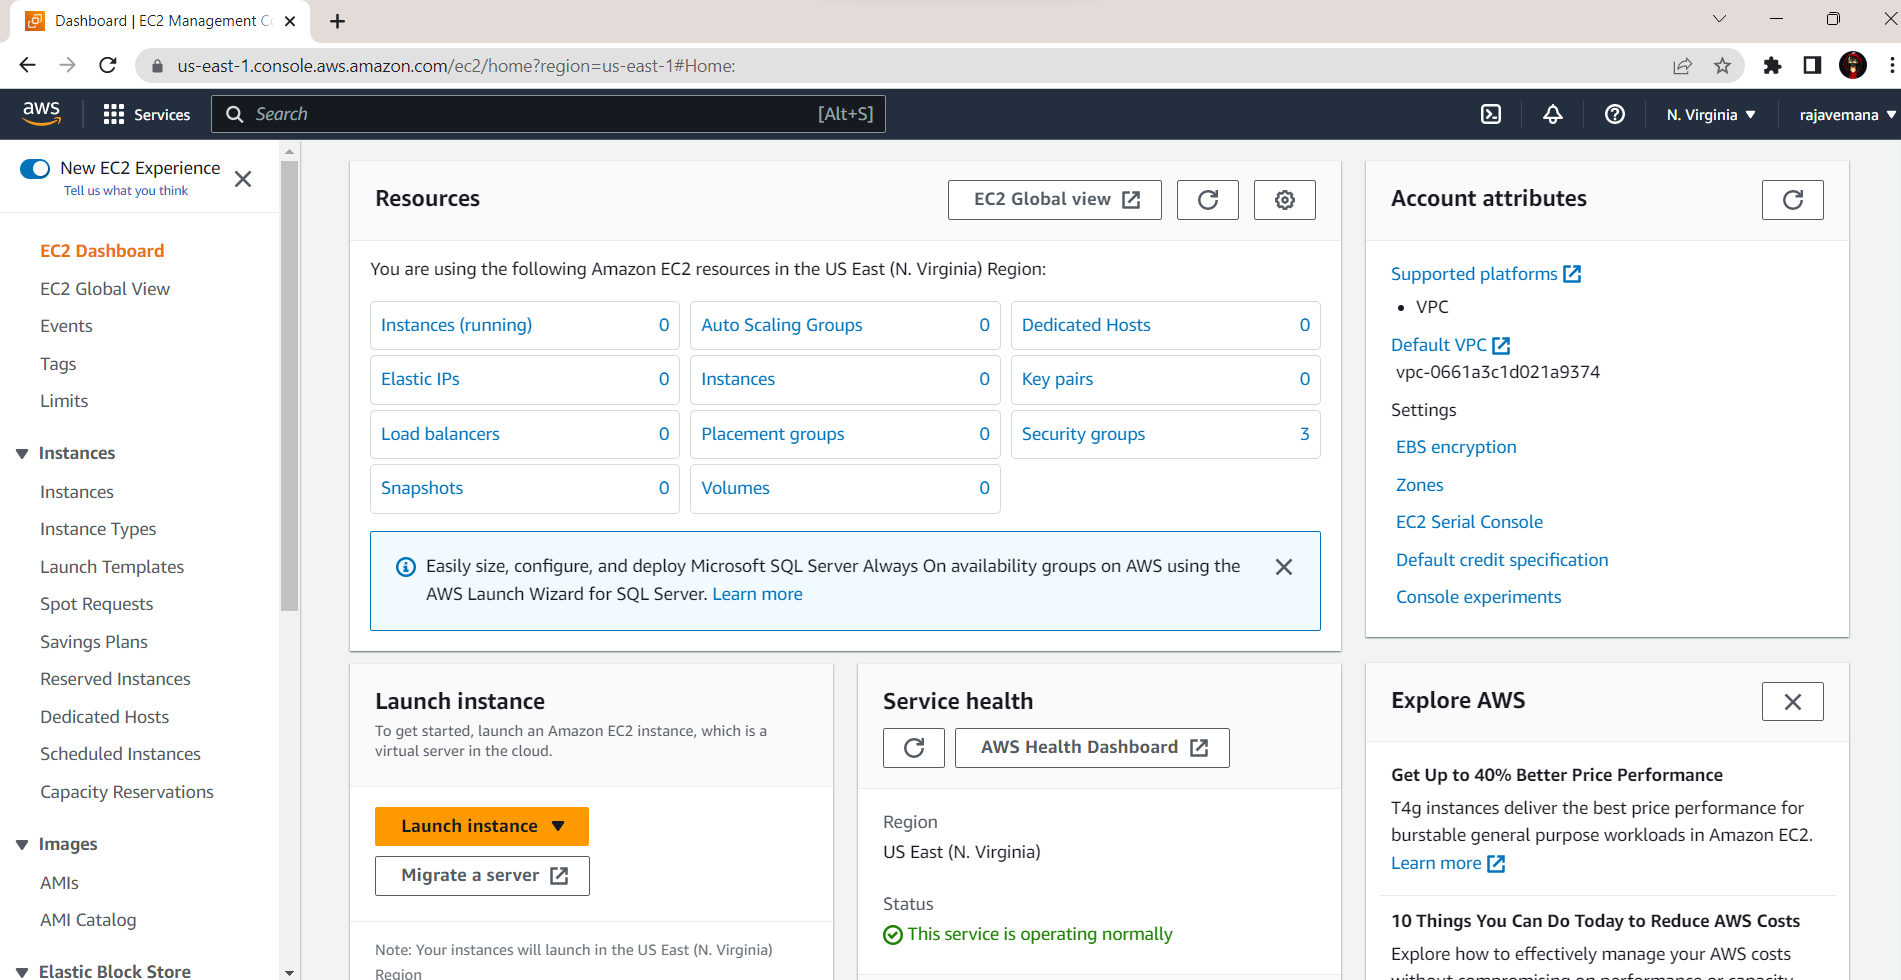 Dashboard | EC2 Management Co
us-east-1.console.aws.amazon.com/ec2/home?region=us-east-1#Home:
aws
Services
Search
[Alt+S]
N. Virginia
rajavemana
New EC2 Experience
Tell us what you think
EC2 Dashboard
EC2 Global View
Events
Tags
Limits
Instances
Instances
Instance Types
Launch Templates
Spot Requests
Savings Plans
Reserved Instances
Dedicated Hosts
Scheduled Instances
Capacity Reservations
Images
AMIs
AMI Catalog
Elastic Block Store
Resources
EC2 Global view
You are using the following Amazon EC2 resources in the US East (N. Virginia) Region:
Instances (running) 0
Auto Scaling Groups 0
Dedicated Hosts 0
Elastic IPs 0
Instances 0
Key pairs 0
Load balancers 0
Placement groups 0
Security groups 3
Snapshots 0
Volumes 0
Easily size, configure, and deploy Microsoft SQL Server Always On availability groups on AWS using the
AWS Launch Wizard for SQL Server. Learn more
Launch instance
To get started, launch an Amazon EC2 instance, which is a
virtual server in the cloud.
Launch instance
Migrate a server
Note: Your instances will launch in the US East (N. Virginia)
Region
Service health
AWS Health Dashboard
Region
US East (N. Virginia)
Status
This service is operating normally
Account attributes
Supported platforms
• VPC
Default VPC
vpc-0661a3c1d021a9374
Settings
EBS encryption
Zones
EC2 Serial Console
Default credit specification
Console experiments
Explore AWS
Get Up to 40% Better Price Performance
T4g instances deliver the best price performance for
burstable general purpose workloads in Amazon EC2.
Learn more
10 Things You Can Do Today to Reduce AWS Costs
Explore how to effectively manage your AWS costs
without compromising on performance or capacity